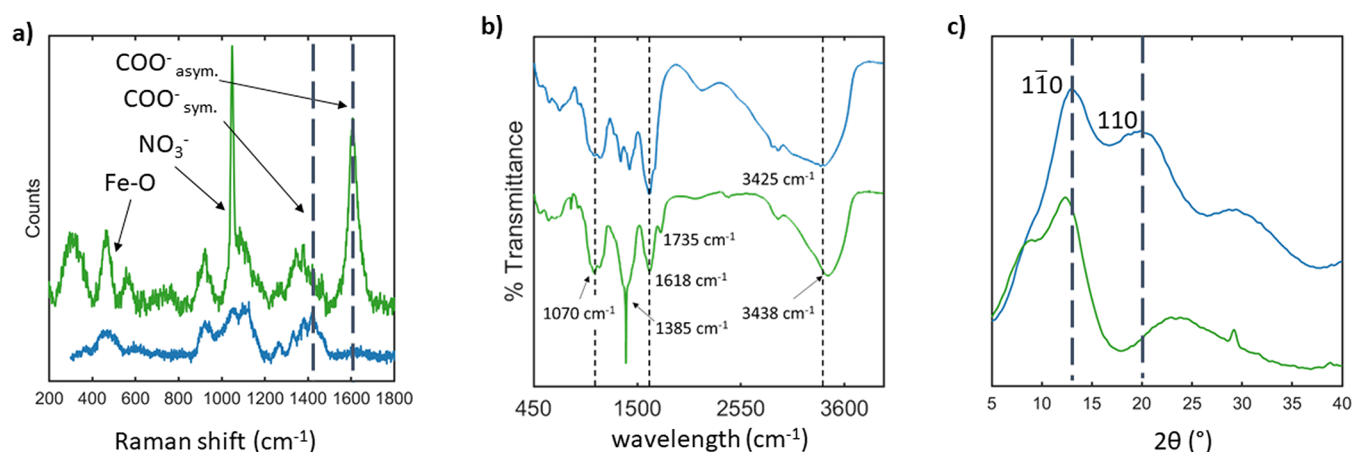 a)
COO⁻ asym.
COO⁻ sym.
NO₃⁻
Fe-O
Counts
200 400 600 800 1000 1200 1400 1600 1800
Raman shift (cm⁻¹)
b)
3425 cm⁻¹
1735 cm⁻¹
1618 cm⁻¹
1070 cm⁻¹
1385 cm⁻¹
3438 cm⁻¹
% Transmittance
450 1500 2550 3600
wavelength (cm⁻¹)
c)
11̄0
110
5 10 15 20 25 30 35 40
2θ (°)